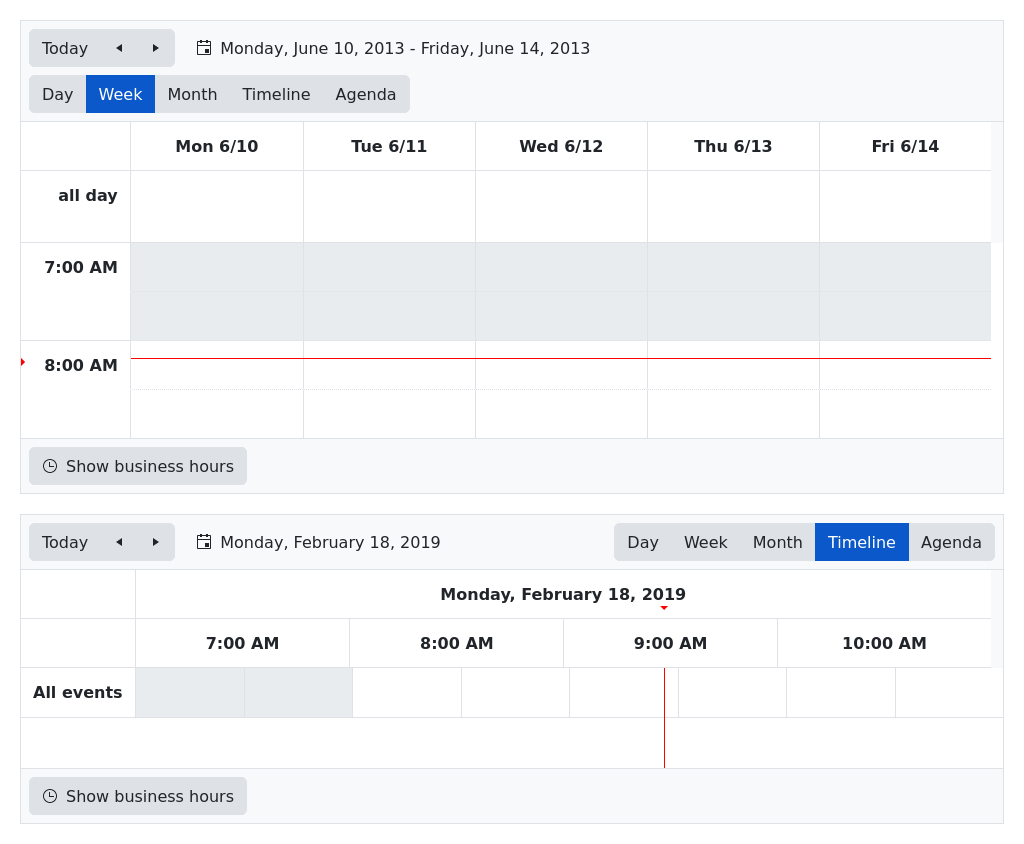 Today Monday, June 10, 2013 - Friday, June 14, 2013
Day Week Month Timeline Agenda
Mon 6/10 Tue 6/11 Wed 6/12 Thu 6/13 Fri 6/14
all day
7:00 AM
8:00 AM
Show business hours
Today Monday, February 18, 2019 Day Week Month Timeline Agenda
Monday, February 18, 2019
7:00 AM 8:00 AM 9:00 AM 10:00 AM
All events
Show business hours